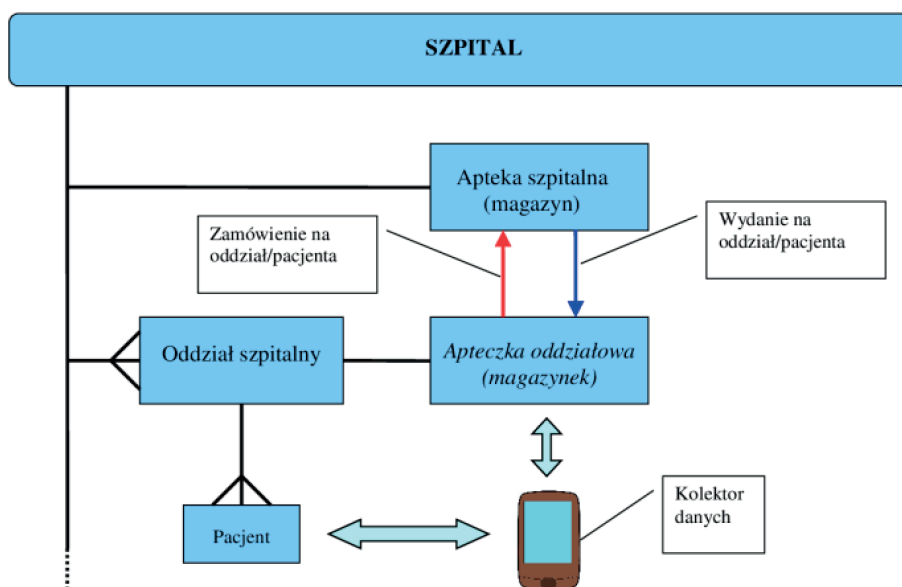 SZPITAL
Apteka szpitalna
(magazyn)
Zamówienie na
oddział/pacjenta
Wydanie na
oddział/pacjenta
Oddział szpitalny
Apteczka oddziałowa
(magazynek)
Kolektor
danych
Pacjent